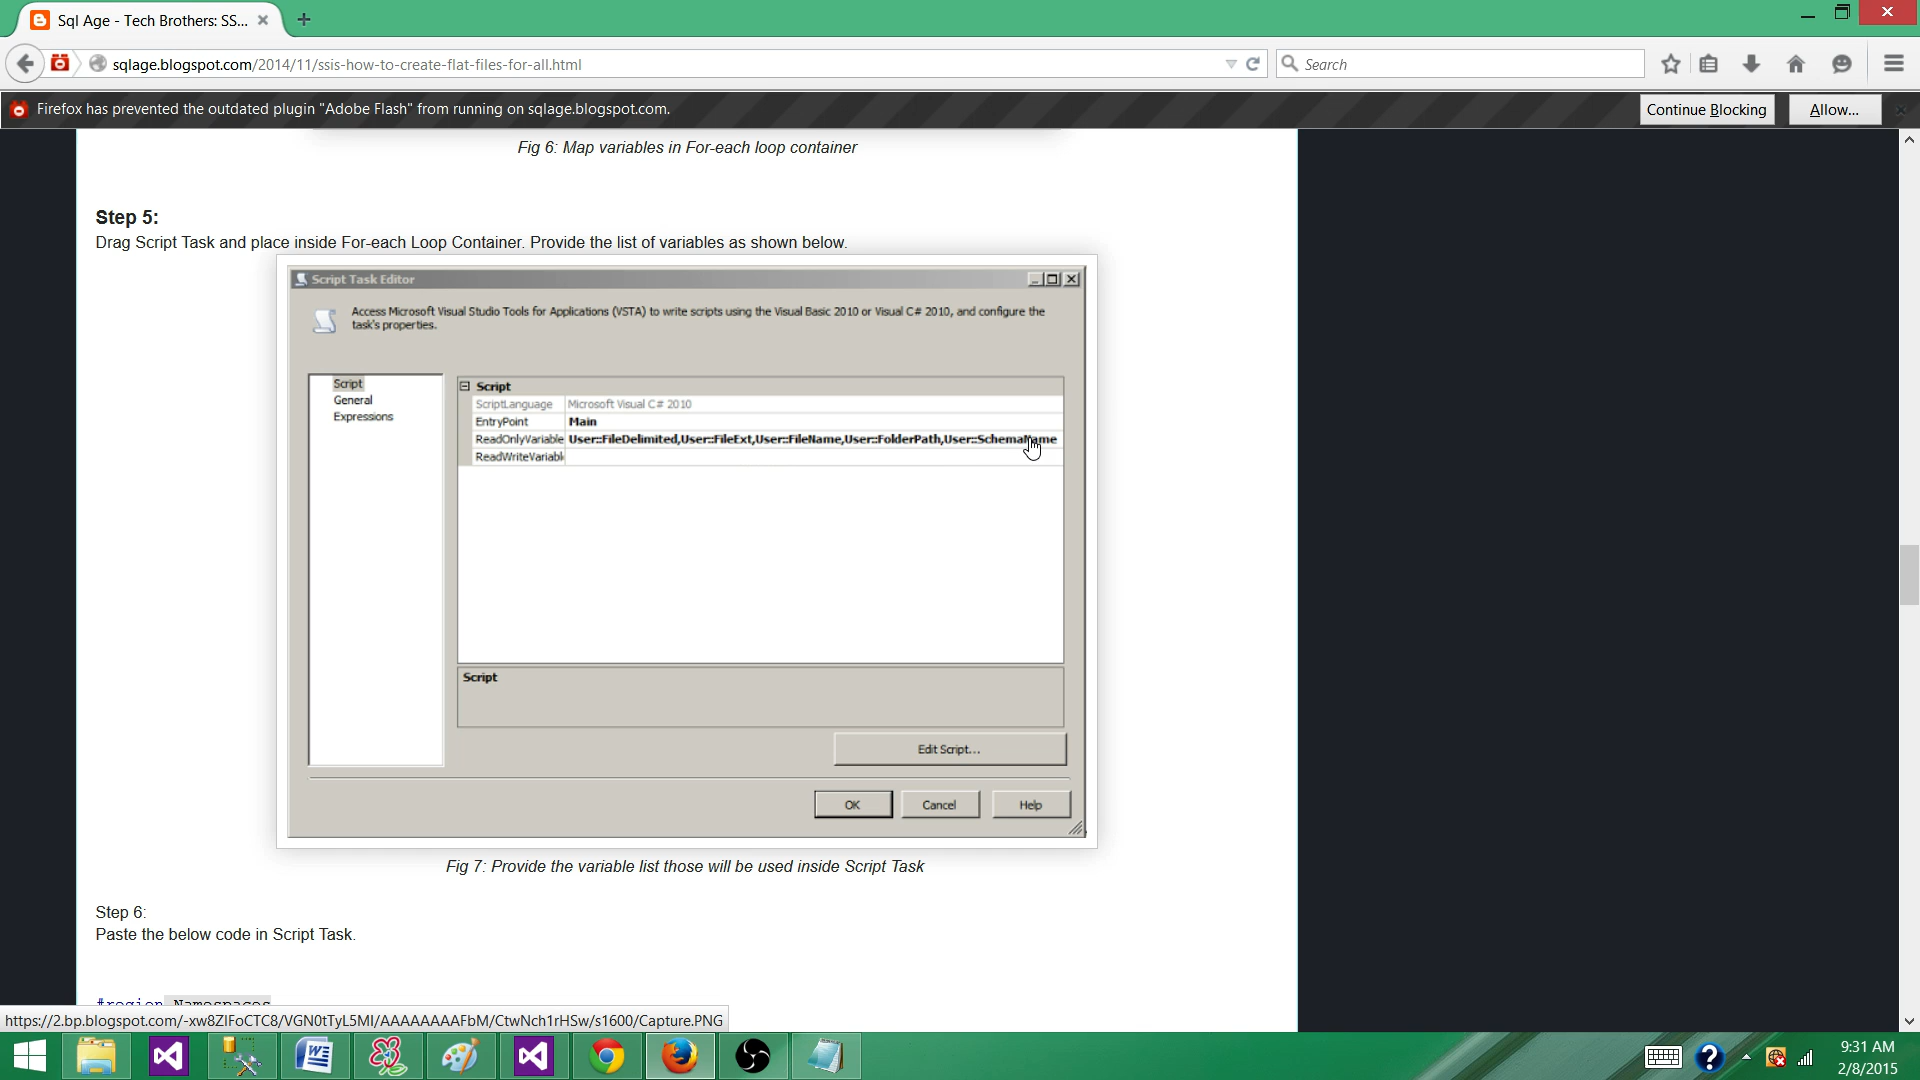 Sql Age - Tech Brothers: SS...
sqlage.blogspot.com/2014/11/ssis-how-to-create-flat-files-for-all.html
Search
Firefox has prevented the outdated plugin "Adobe Flash" from running on sqlage.blogspot.com.
Continue Blocking
Allow...
Fig 6: Map variables in For-each loop container
Step 5:
Drag Script Task and place inside For-each Loop Container. Provide the list of variables as shown below.
Script Task Editor
Access Microsoft Visual Studio Tools for Applications (VSTA) to write scripts using the Visual Basic 2010 or Visual C# 2010, and configure the
task's properties.
Script
General
Expressions
Script
ScriptLanguage Microsoft Visual C# 2010
EntryPoint Main
ReadOnlyVariable User::FileDelimited,User::FileExt,User::FileName,User::FolderPath,User::SchemaName
ReadWriteVariabl
Script
Edit Script...
OK Cancel Help
Fig 7: Provide the variable list those will be used inside Script Task
Step 6:
Paste the below code in Script Task.
#region Namespaces
https://2.bp.blogspot.com/-xw8ZIFoCTC8/VGN0tTyL5MI/AAAAAAAAFbM/CtwNch1rHSw/s1600/Capture.PNG
9:31 AM
2/8/2015